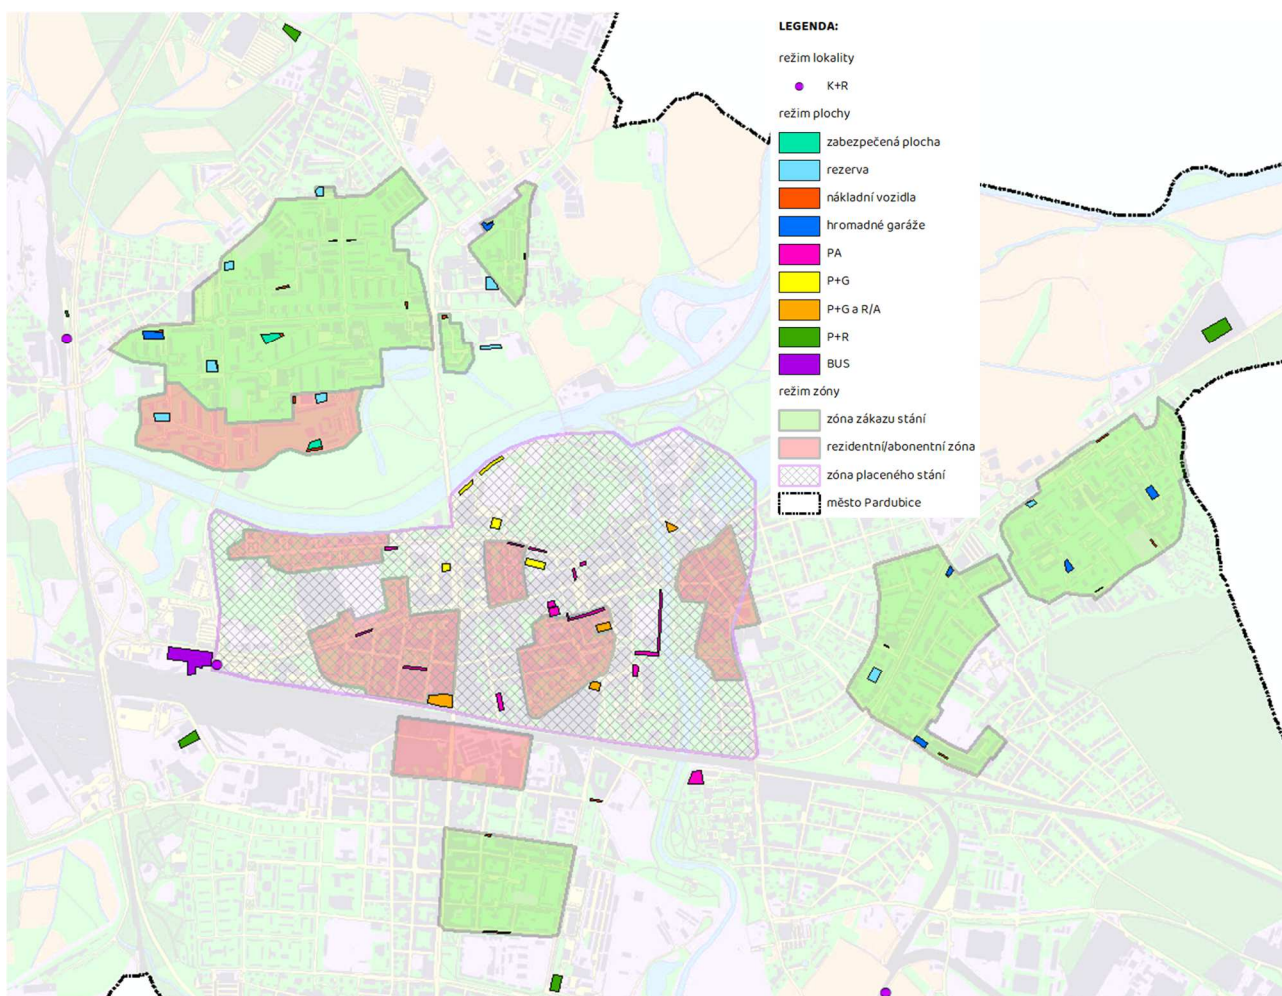 LEGENDA:
režim lokality
K+R
režim plochy
zabezpečená plocha
rezerva
nákladní vozidla
hromadné garáže
PA
P+G
P+G a R/A
P+R
BUS
režim zóny
zóna zákazu stání
rezidentní/abonentní zóna
zóna placeného stání
město Pardubice